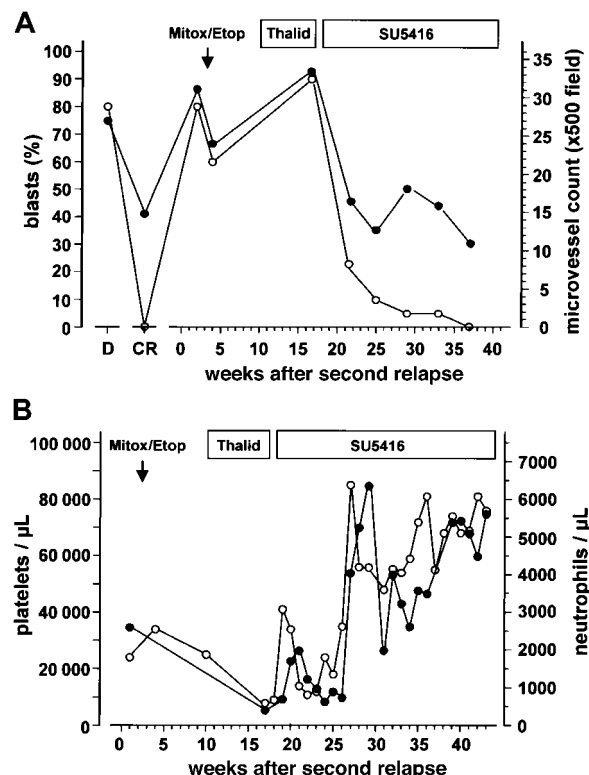 A
Mitox/Etop
Thalid
SU5416
100
90
80
70
60
50
40
30
20
10
0
blasts (%)
35
30
25
20
15
10
5
0
microvessel count (x500 field)
D CR 0 5 10 15 20 25 30 35 40
weeks after second relapse
B
Mitox/Etop
Thalid
SU5416
100 000
80 000
60 000
40 000
20 000
0
platelets / µL
7000
6000
5000
4000
3000
2000
1000
0
neutrophils / µL
0 10 20 30 40
weeks after second relapse